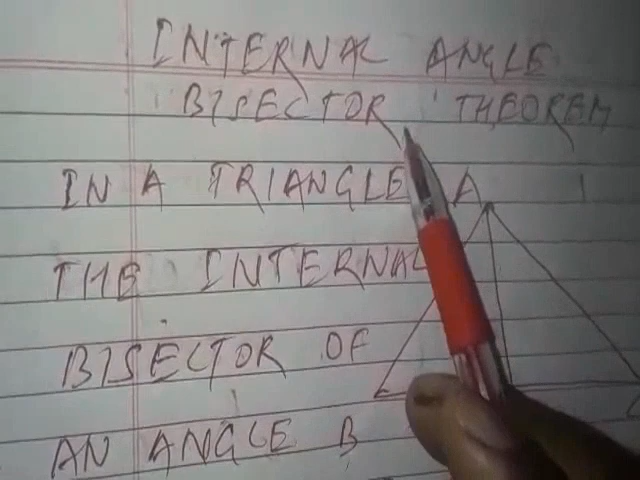 INTERNAL ANGLE
BISECTOR THEOREM
IN A TRIANGLE A
THE INTERNAL
BISECTOR OF
AN ANGLE B